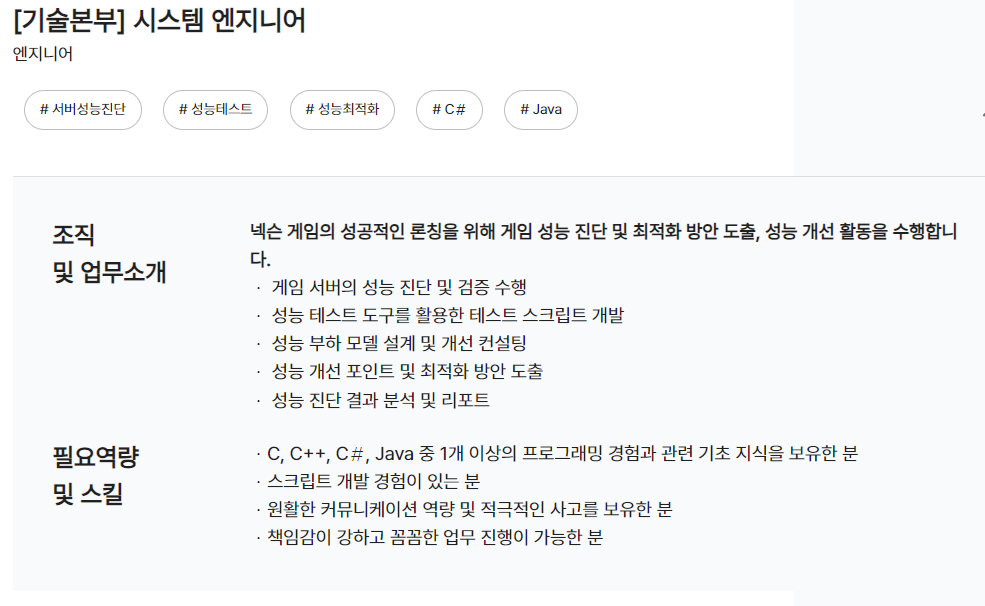 [기술본부] 시스템 엔지니어
엔지니어
# 서버성능진단 # 성능테스트 # 성능최적화 # C# # Java
조직
및 업무소개
넥슨 게임의 성공적인 론칭을 위해 게임 성능 진단 및 최적화 방안 도출, 성능 개선 활동을 수행합니
다.
· 게임 서버의 성능 진단 및 검증 수행
· 성능 테스트 도구를 활용한 테스트 스크립트 개발
· 성능 부하 모델 설계 및 개선 컨설팅
· 성능 개선 포인트 및 최적화 방안 도출
· 성능 진단 결과 분석 및 리포트
필요역량
및 스킬
· C, C++, C#, Java 중 1개 이상의 프로그래밍 경험과 관련 기초 지식을 보유한 분
· 스크립트 개발 경험이 있는 분
· 원활한 커뮤니케이션 역량 및 적극적인 사고를 보유한 분
· 책임감이 강하고 꼼꼼한 업무 진행이 가능한 분